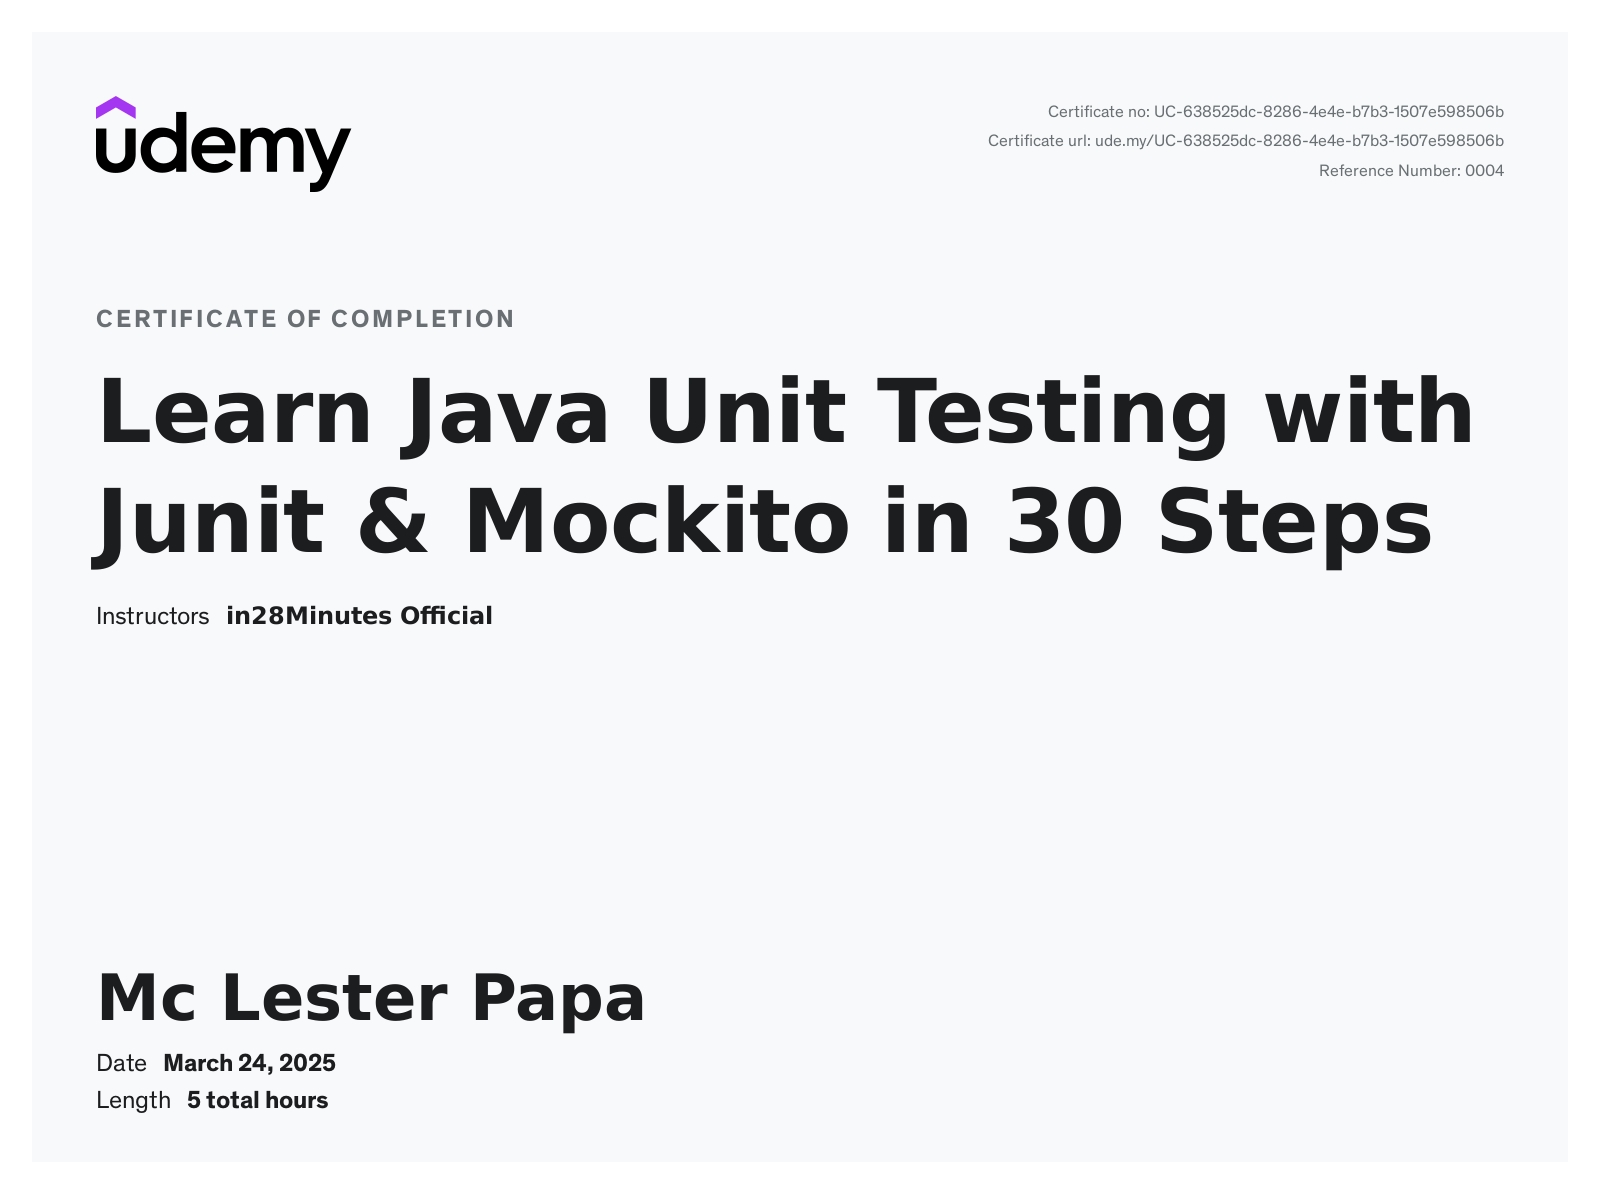 udemy
Certificate no: UC-638525dc-8286-4e4e-b7b3-1507e598506b
Certificate url: ude.my/UC-638525dc-8286-4e4e-b7b3-1507e598506b
Reference Number: 0004
CERTIFICATE OF COMPLETION
Learn Java Unit Testing with
Junit & Mockito in 30 Steps
Instructors in28Minutes Official
Mc Lester Papa
Date March 24, 2025
Length 5 total hours